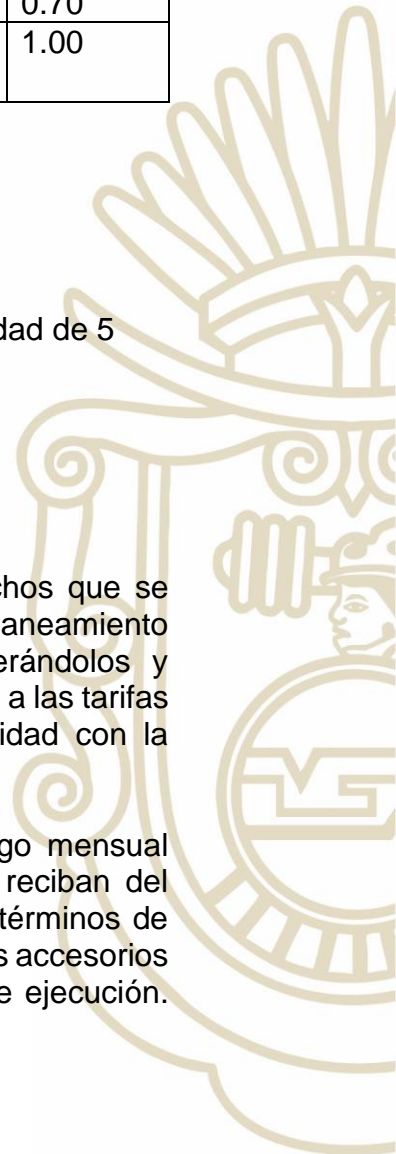 0.70
1.00
dad de 5
chos que se
aneamiento
erándolos y
a las tarifas
idad con la
go mensual
reciban del
términos de
s accesorios
e ejecución.